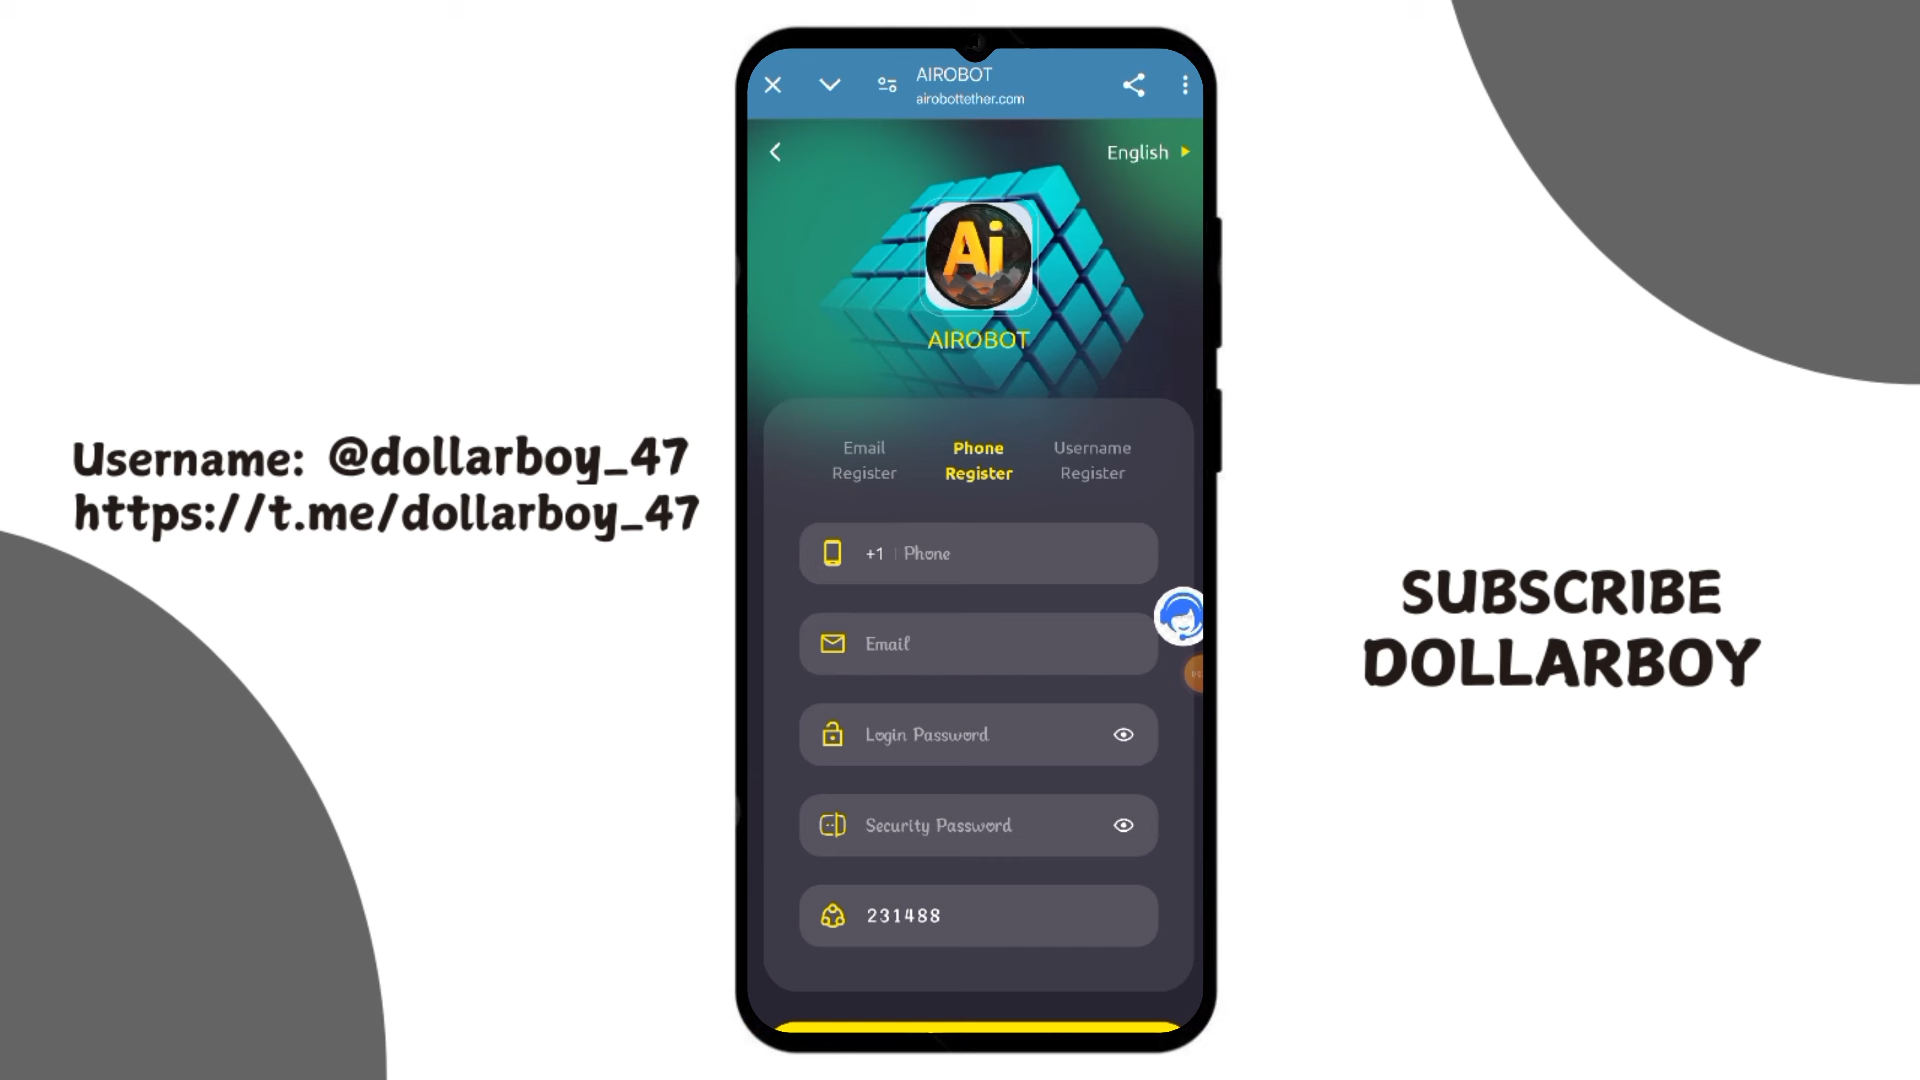 AIROBOT
airobottether.com
English
Ai
AIROBOT
Email
Register
Phone
Register
Username
Register
+1 Phone
Email
Login Password
Security Password
231488
Username: @dollarboy_47
https://t.me/dollarboy_47
SUBSCRIBE
DOLLARBOY